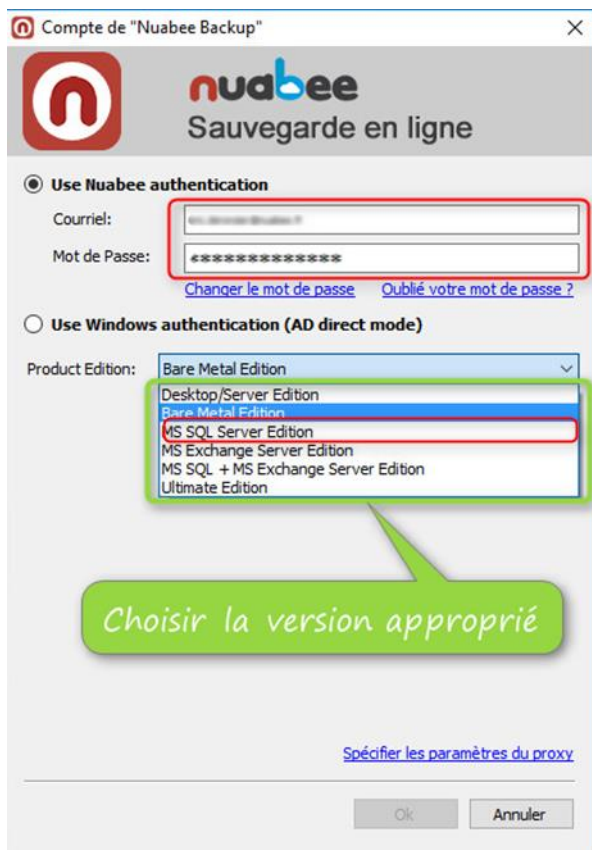 Compte de "Nuabee Backup"
nuabee
Sauvegarde en ligne
Use Nuabee authentication
Courriel:
Mot de Passe: *************
Changer le mot de passe Oublié votre mot de passe ?
Use Windows authentication (AD direct mode)
Product Edition: Bare Metal Edition
Desktop/Server Edition
Bare Metal Edition
MS SQL Server Edition
MS Exchange Server Edition
MS SQL + MS Exchange Server Edition
Ultimate Edition
Choisir la version approprié
Spécifier les paramètres du proxy
Ok Annuler